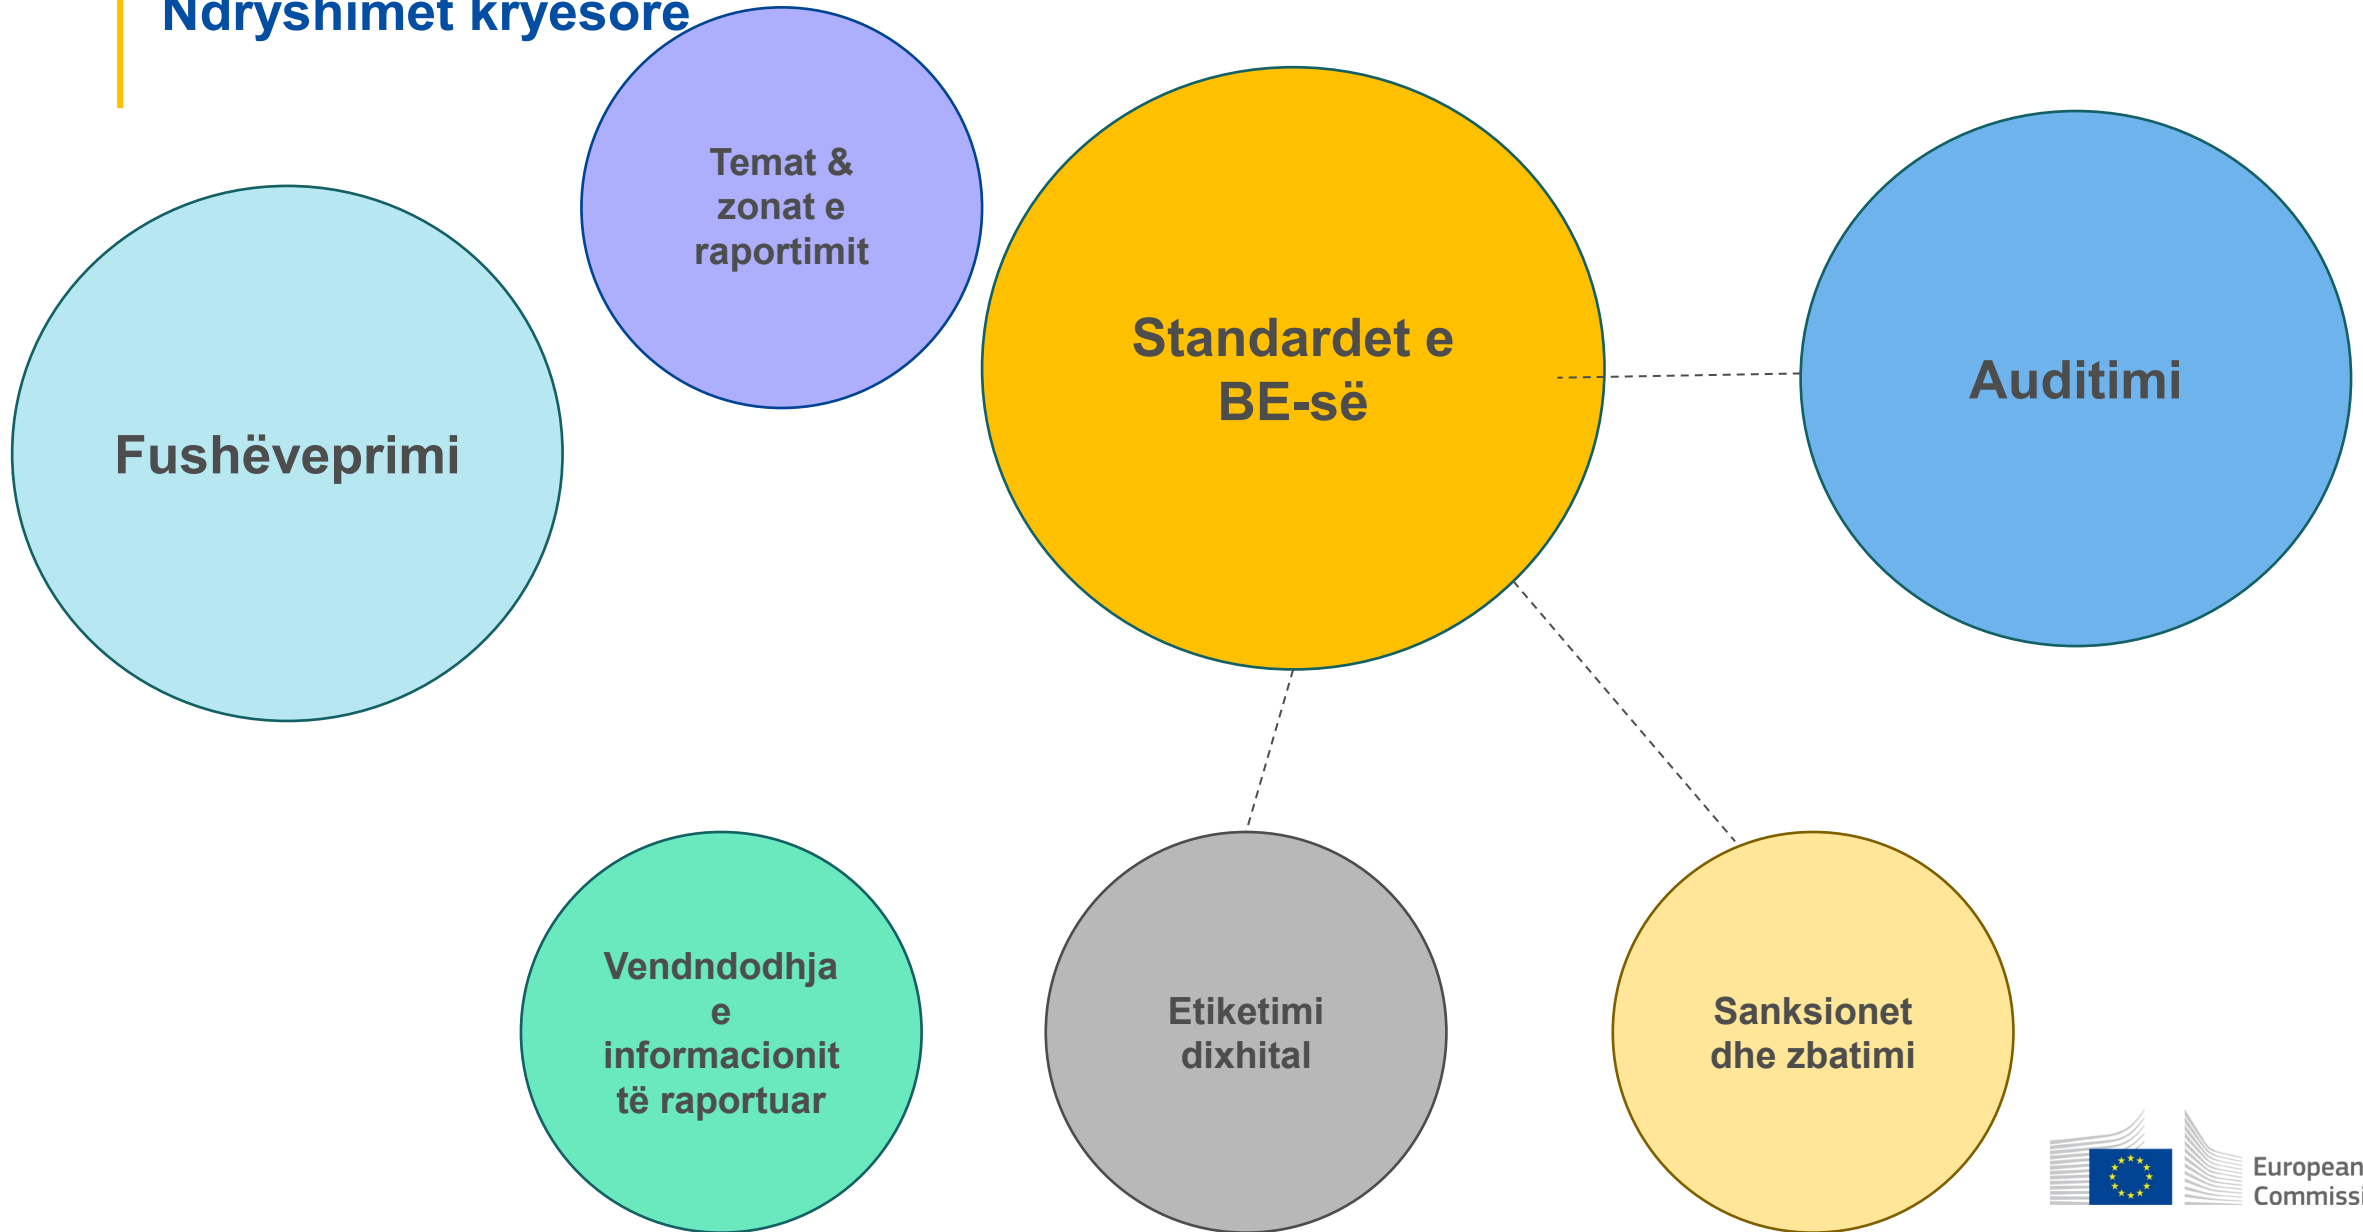 Ndryshimet kryesore
Temat &
zonat e
raportimit
Standardet e
BE-së
Auditimi
Fushëveprimi
Vendndodhja
e
informacionit
të raportuar
Etiketimi
dixhital
Sanksionet
dhe zbatimi
European
Commissi